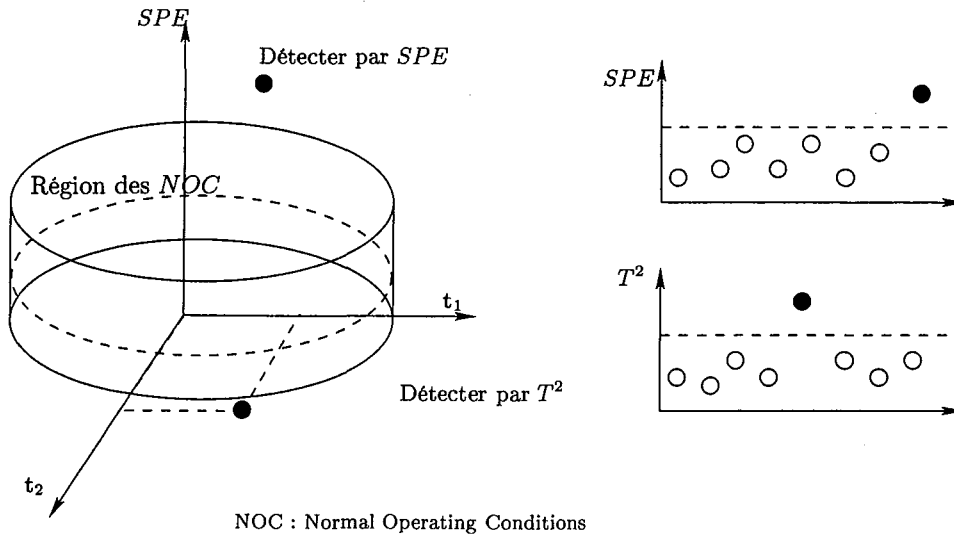 SPE
Détecter par SPE
Région des NOC
t₁
t₂
Détecter par T²
SPE
T²
NOC : Normal Operating Conditions